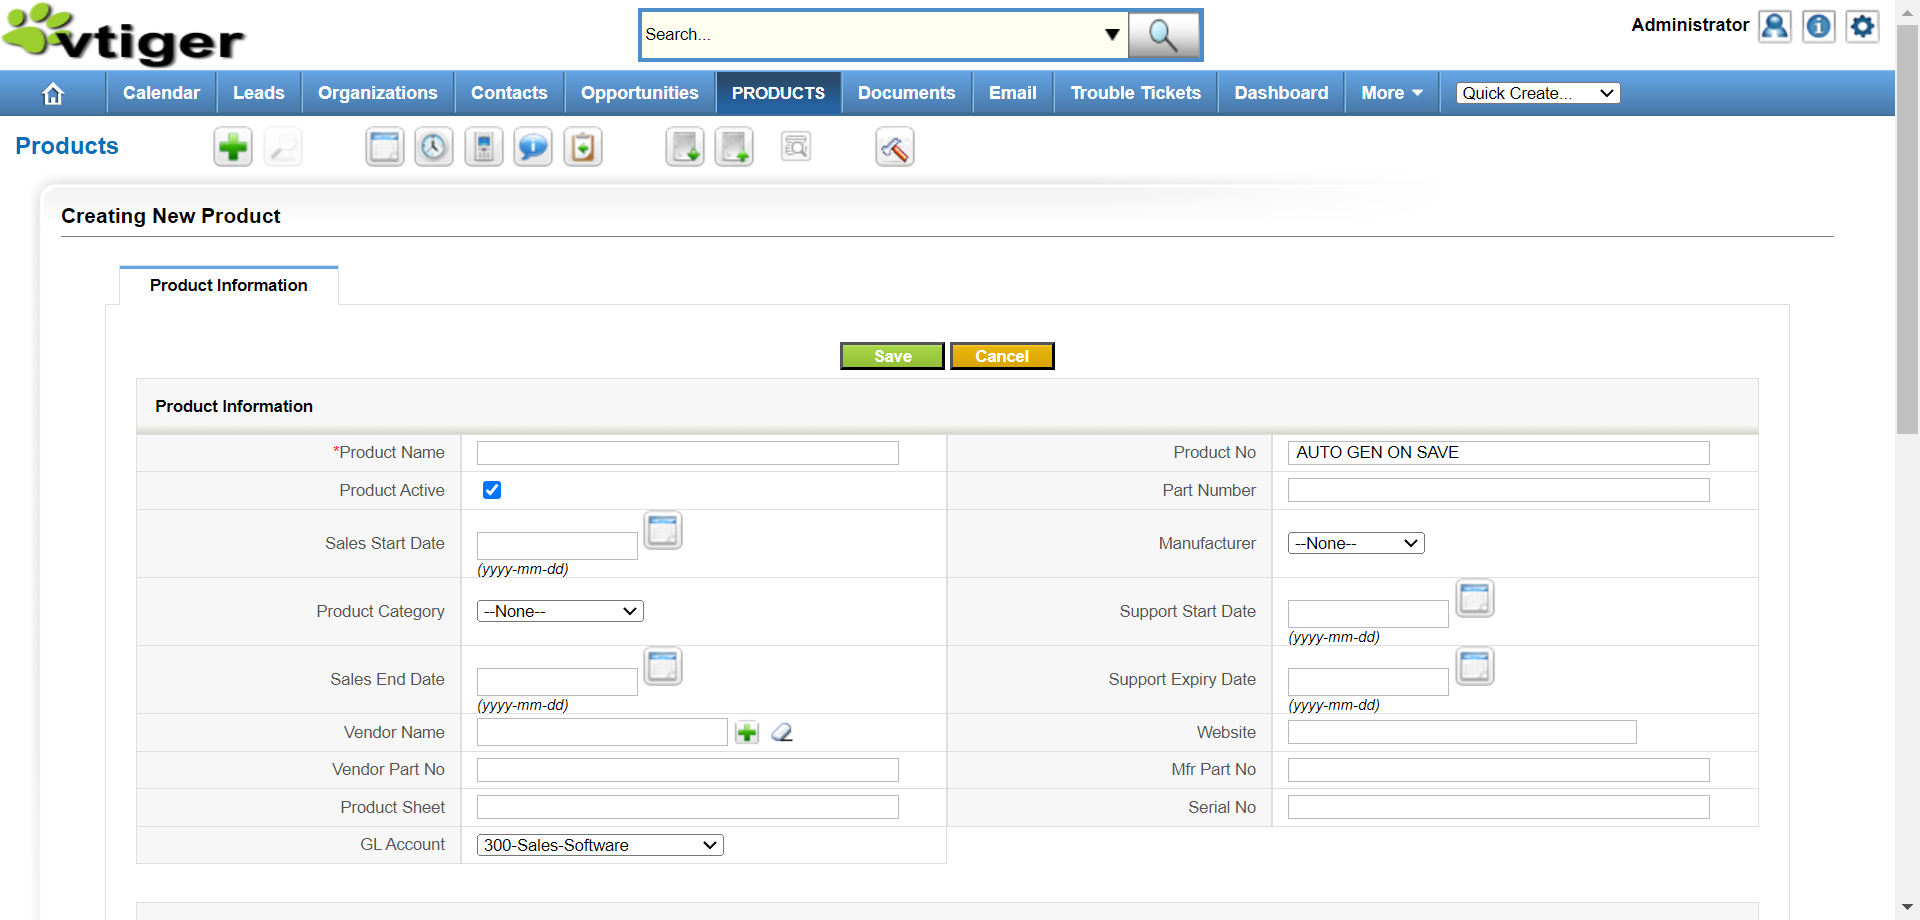 vtiger
Search...
Administrator
Calendar Leads Organizations Contacts Opportunities PRODUCTS Documents Email Trouble Tickets Dashboard More Quick Create...
Products
Creating New Product
Product Information
Save Cancel
Product Information
*Product Name Product No AUTO GEN ON SAVE
Product Active Part Number
Sales Start Date (yyyy-mm-dd) Manufacturer --None--
Product Category --None-- Support Start Date (yyyy-mm-dd)
Sales End Date (yyyy-mm-dd) Support Expiry Date (yyyy-mm-dd)
Vendor Name Website
Vendor Part No Mfr Part No
Product Sheet Serial No
GL Account 300-Sales-Software